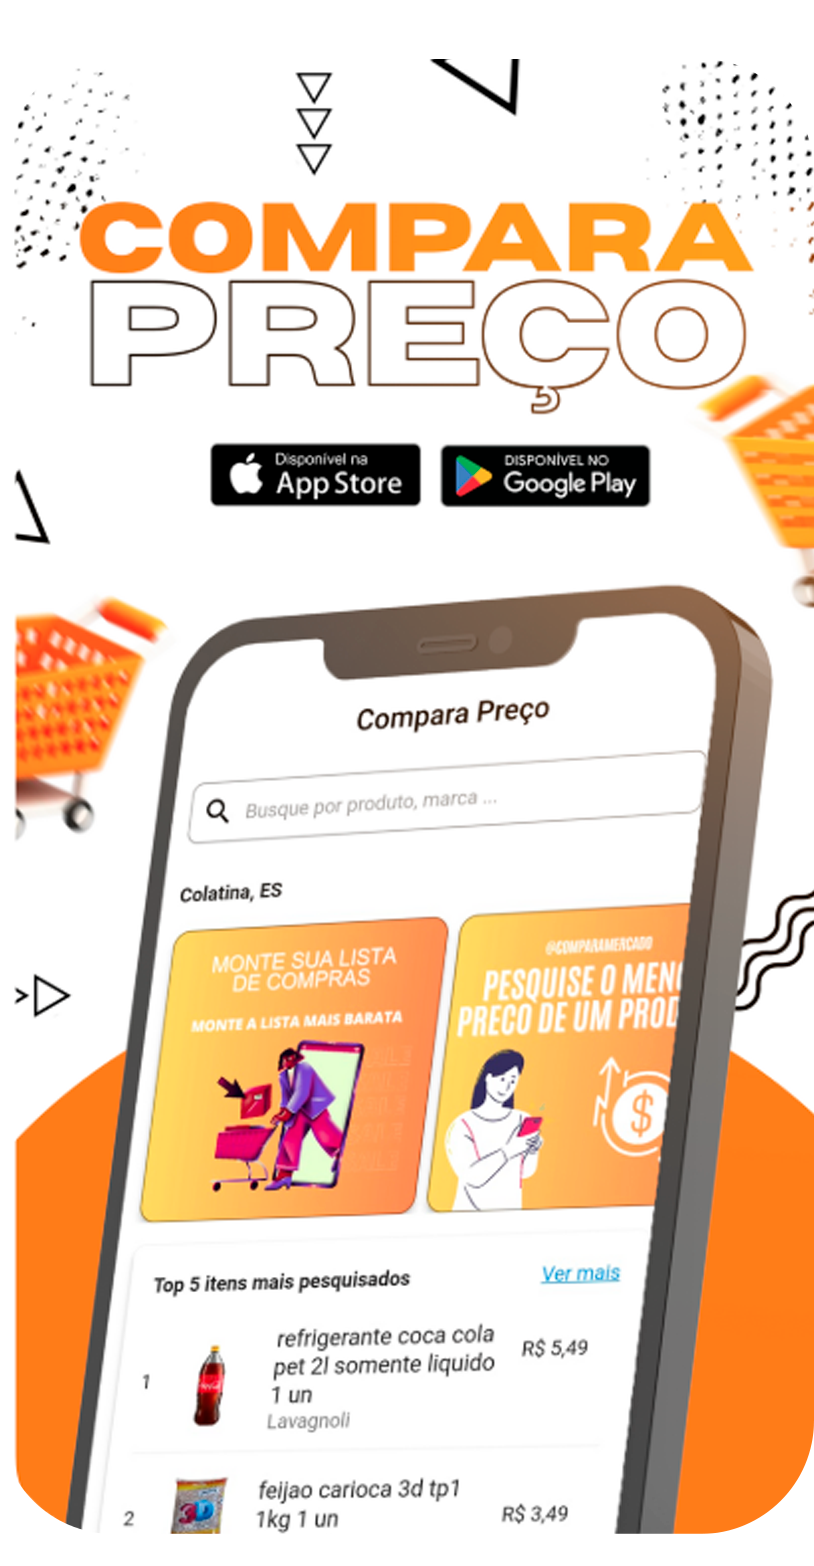 COMPARA
PREÇO
Disponível na
App Store
DISPONÍVEL NO
Google Play
Compara Preço
Busque por produto, marca ...
Colatina, ES
MONTE SUA LISTA
DE COMPRAS
MONTE A LISTA MAIS BARATA
@COMPARAMERCADO
PESQUISE O MENO
PREÇO DE UM PROD
Top 5 itens mais pesquisados
Ver mais
1
refrigerante coca cola
pet 2l somente liquido
1 un
Lavagnoli
R$ 5,49
2
3D
feijao carioca 3d tp1
1kg 1 un
R$ 3,49